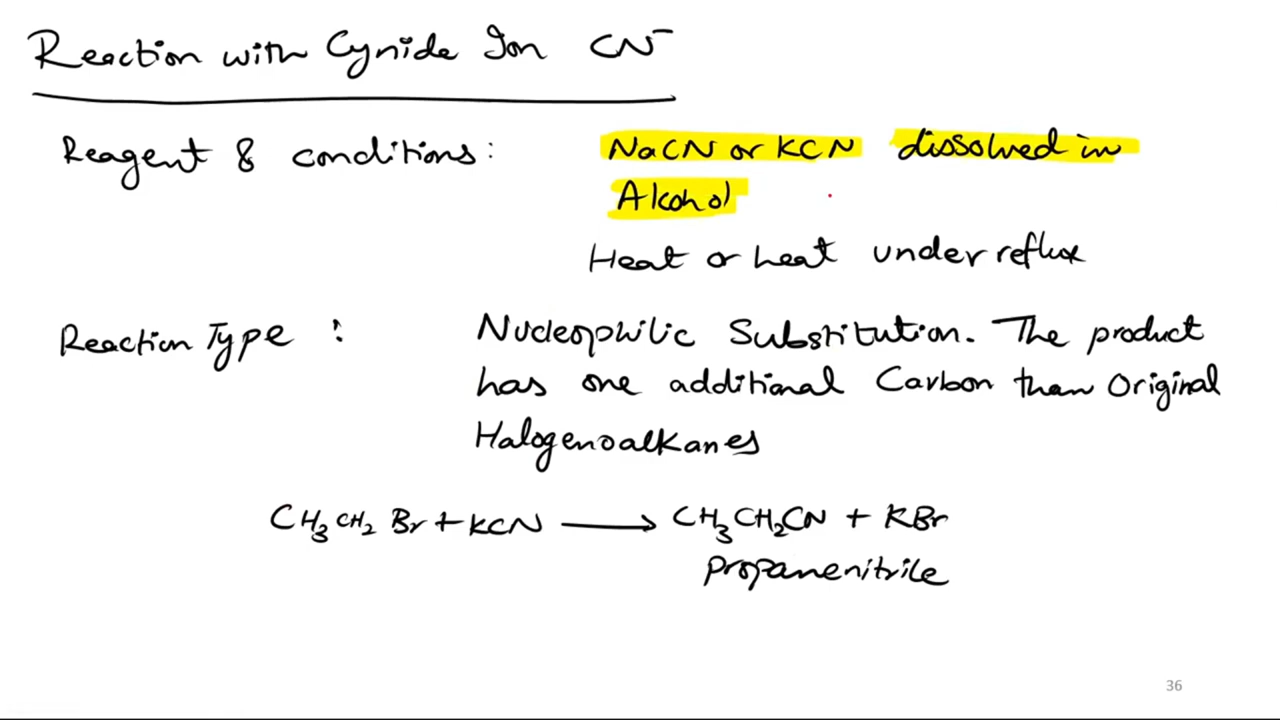 Reaction with Cynide Ion CN⁻
Reagent & conditions: NaCN or KCN dissolved in
Alcohol
Heat or heat under reflux
Reaction Type : Nucleophilic Substitution. The product
has one additional Carbon than Original
Halogenoalkanes
CH₃CH₂Br + KCN → CH₃CH₂CN + KBr
Propanenitrile
36